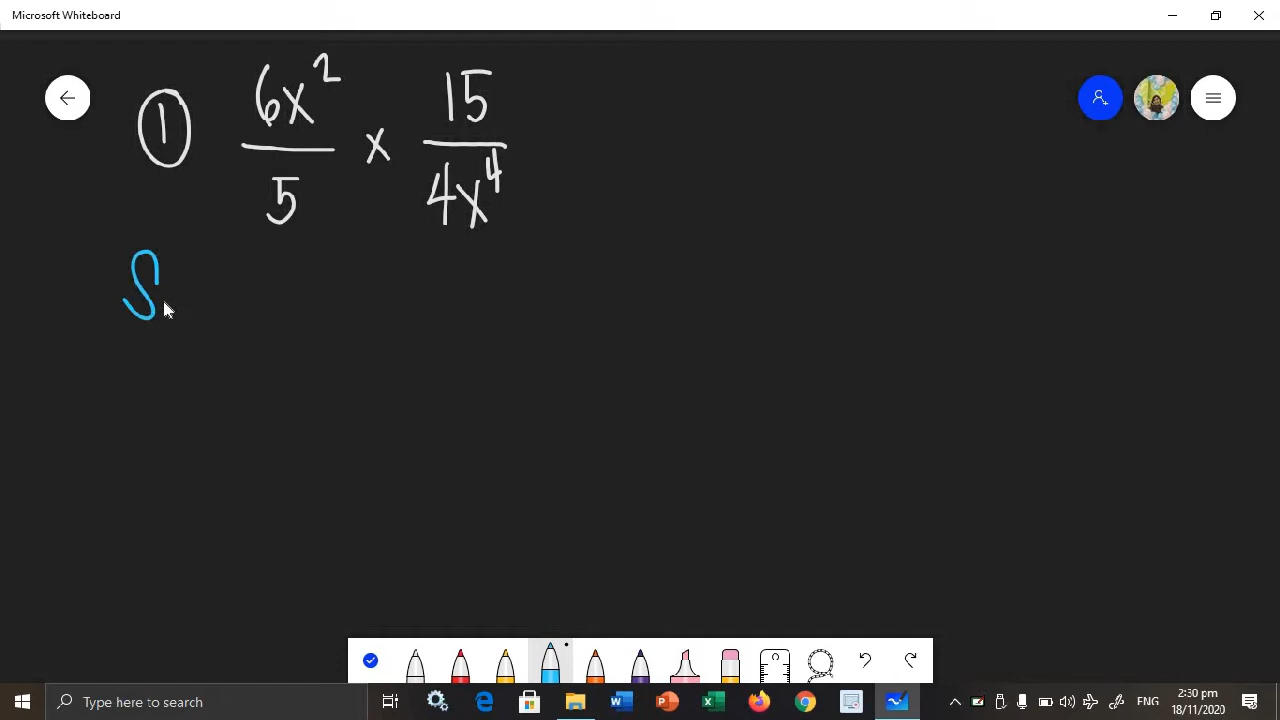 Microsoft Whiteboard
① 6x² / 5 x 15 / 4x⁴
S
Type here to search
ENG
2:30 pm
18/11/2020